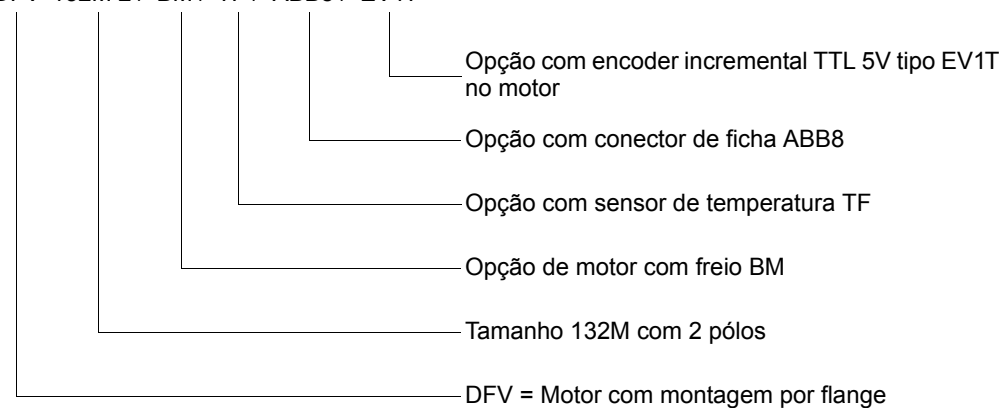 Opção com encoder incremental TTL 5V tipo EV1T
no motor
Opção com conector de ficha ABB8
Opção com sensor de temperatura TF
Opção de motor com freio BM
Tamanho 132M com 2 pólos
DFV = Motor com montagem por flange